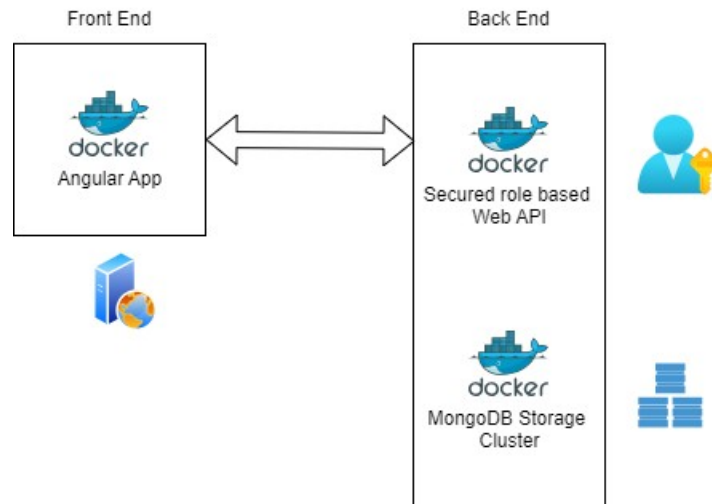 Front End
docker
Angular App
Back End
docker
Secured role based
Web API
docker
MongoDB Storage
Cluster